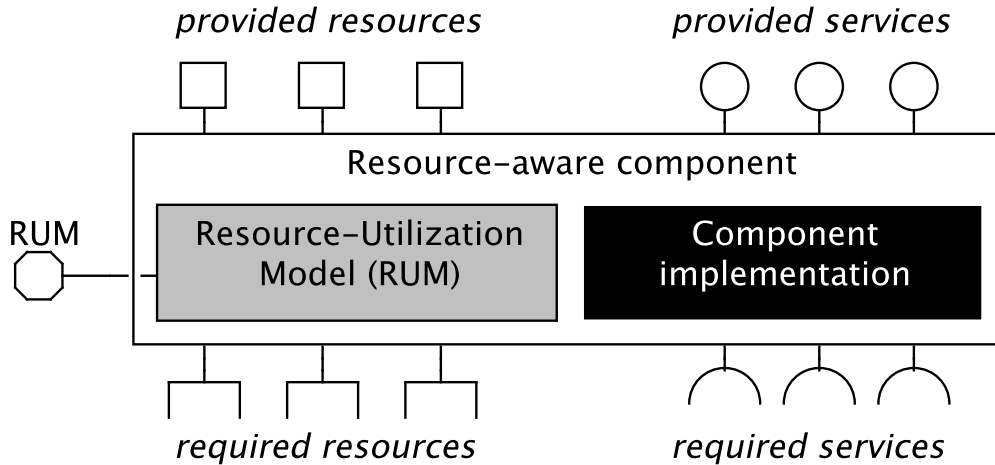 provided resources
provided services
Resource-aware component
RUM
Resource-Utilization
Model (RUM)
Component
implementation
required resources
required services